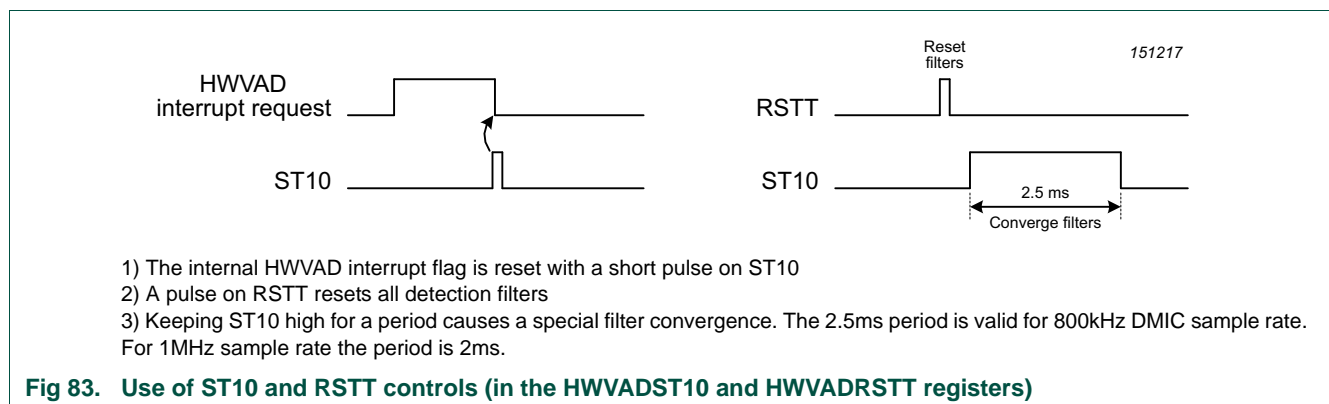 HWVAD
interrupt request
ST10
Reset
filters
151217
RSTT
ST10
2.5 ms
Converge filters
1) The internal HWVAD interrupt flag is reset with a short pulse on ST10
2) A pulse on RSTT resets all detection filters
3) Keeping ST10 high for a period causes a special filter convergence. The 2.5ms period is valid for 800kHz DMIC sample rate.
For 1MHz sample rate the period is 2ms.
Fig 83. Use of ST10 and RSTT controls (in the HWVADST10 and HWVADRSTT registers)